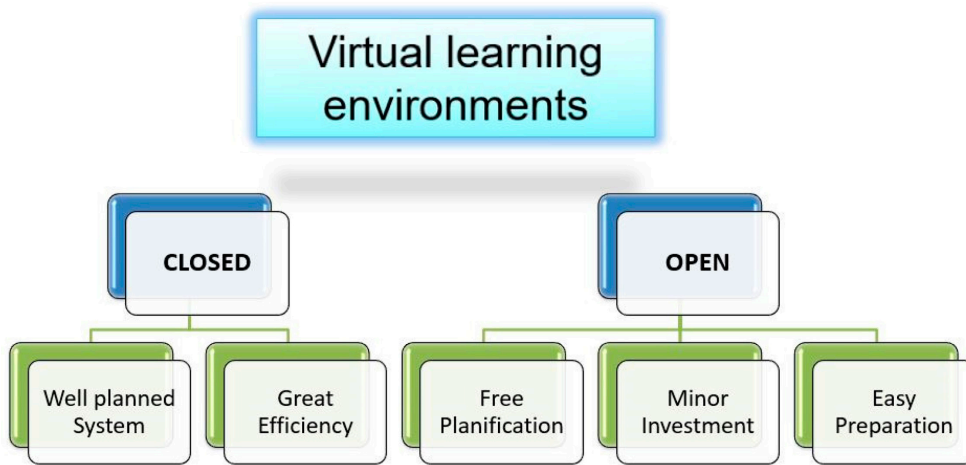 Virtual learning
environments
CLOSED
OPEN
Well planned
System
Great
Efficiency
Free
Planification
Minor
Investment
Easy
Preparation